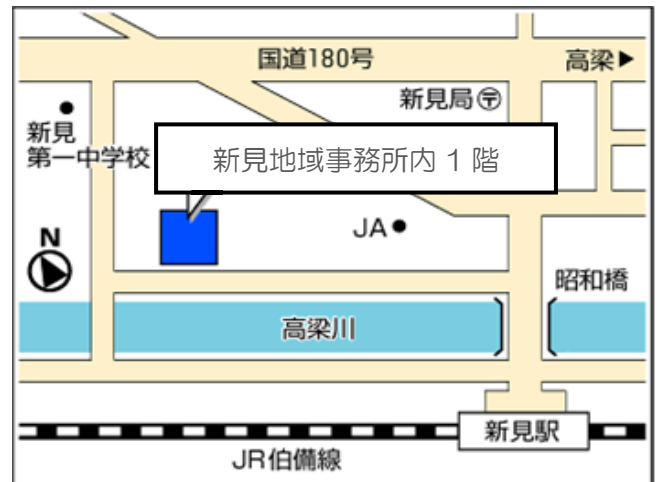 国道180号
高梁▶
新見局〶
新見
第一中学校
新見地域事務所内 1 階
JA
N
昭和橋
高梁川
新見駅
JR伯備線